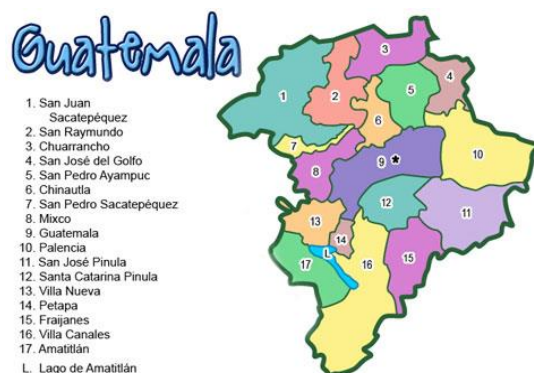 Guatemala
1. San Juan
Sacatepéquez
2. San Raymundo
3. Chuarrancho
4. San José del Golfo
5. San Pedro Ayampuc
6. Chinautla
7. San Pedro Sacatepéquez
8. Mixco
9. Guatemala
10. Palencia
11. San José Pinula
12. Santa Catarina Pinula
13. Villa Nueva
14. Petapa
15. Fraijanes
16. Villa Canales
17. Amatitlán
L. Lago de Amatitlán
3
1
2
4
5
6
7
8
9
10
12
11
13
14
L
17
16
15